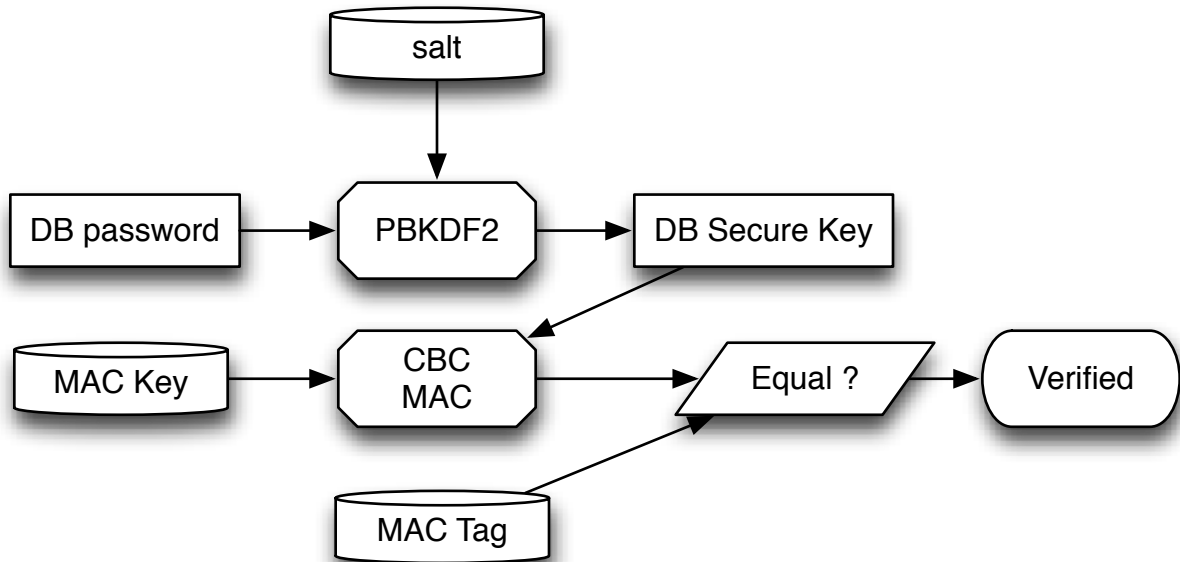 salt
DB password
PBKDF2
DB Secure Key
MAC Key
CBC
MAC
Equal ?
Verified
MAC Tag